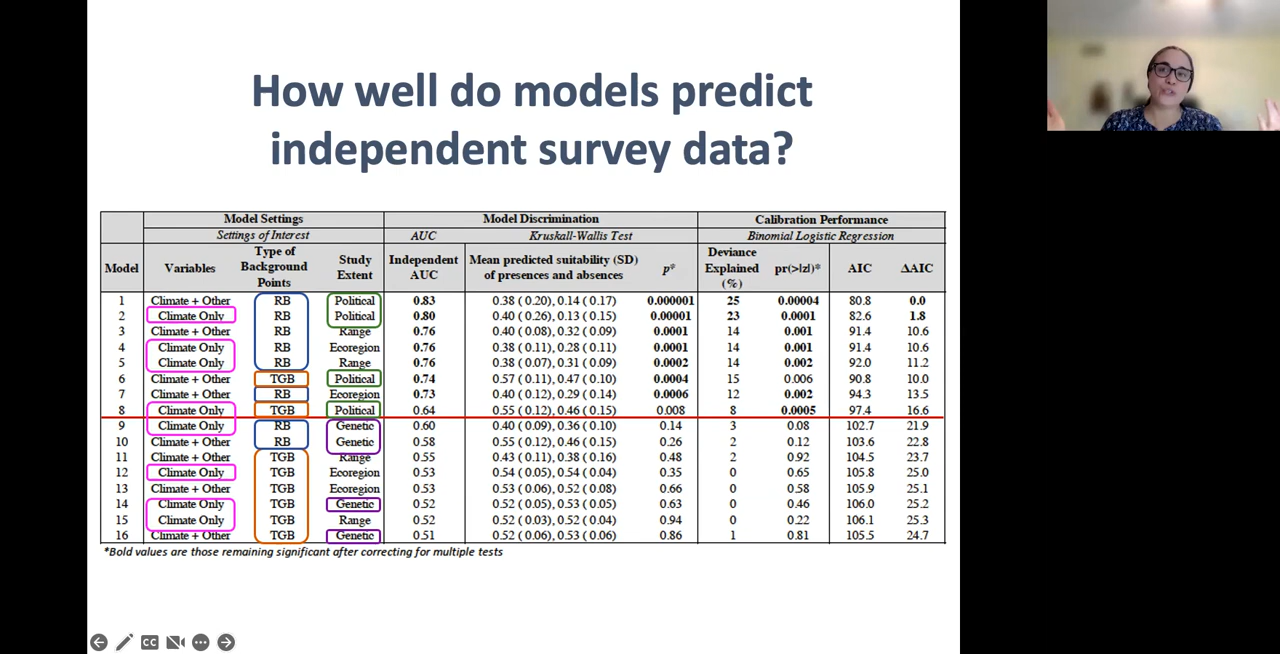 How well do models predict
independent survey data?
Model Settings Model Discrimination Calibration Performance
Settings of Interest AUC Kruskall-Wallis Test Binomial Logistic Regression
Model Variables Type of Background Points Study Extent Independent AUC Mean predicted suitability (SD) of presences and absences p* Deviance Explained (%) pr(>|z|)* AIC ΔAIC
1 Climate + Other RB Political 0.83 0.38 ( 0.20), 0.14 ( 0.17) 0.000001 25 0.00004 80.8 0.0
2 Climate Only RB Political 0.80 0.40 ( 0.26), 0.13 ( 0.15) 0.00001 23 0.0001 82.6 1.8
3 Climate + Other RB Range 0.76 0.40 ( 0.08), 0.32 ( 0.09) 0.0001 14 0.001 91.4 10.6
4 Climate Only RB Ecoregion 0.76 0.38 ( 0.11), 0.28 ( 0.11) 0.0001 14 0.001 91.4 10.6
5 Climate Only RB Range 0.76 0.38 ( 0.07), 0.31 ( 0.09) 0.0002 14 0.002 92.0 11.2
6 Climate + Other TGB Political 0.74 0.57 ( 0.11), 0.47 ( 0.10) 0.0004 15 0.006 90.8 10.0
7 Climate + Other RB Ecoregion 0.73 0.40 ( 0.12), 0.29 ( 0.14) 0.0006 12 0.002 94.3 13.5
8 Climate Only TGB Political 0.64 0.55 ( 0.12), 0.46 ( 0.15) 0.008 8 0.0005 97.4 16.6
9 Climate Only RB Genetic 0.60 0.40 ( 0.09), 0.36 ( 0.10) 0.14 3 0.08 102.7 21.9
10 Climate + Other RB Genetic 0.58 0.55 ( 0.12), 0.46 ( 0.15) 0.26 2 0.12 103.6 22.8
11 Climate + Other TGB Range 0.55 0.43 ( 0.11), 0.38 ( 0.16) 0.48 2 0.92 104.5 23.7
12 Climate Only TGB Ecoregion 0.53 0.54 ( 0.05), 0.54 ( 0.04) 0.35 0 0.65 105.8 25.0
13 Climate + Other TGB Ecoregion 0.53 0.53 ( 0.06), 0.52 ( 0.08) 0.66 0 0.58 105.9 25.1
14 Climate Only TGB Genetic 0.52 0.52 ( 0.05), 0.53 ( 0.05) 0.63 0 0.46 106.0 25.2
15 Climate Only TGB Range 0.52 0.52 ( 0.03), 0.52 ( 0.04) 0.94 0 0.22 106.1 25.3
16 Climate + Other TGB Genetic 0.51 0.52 ( 0.06), 0.53 ( 0.06) 0.86 1 0.81 105.5 24.7
*Bold values are those remaining significant after correcting for multiple tests
CC